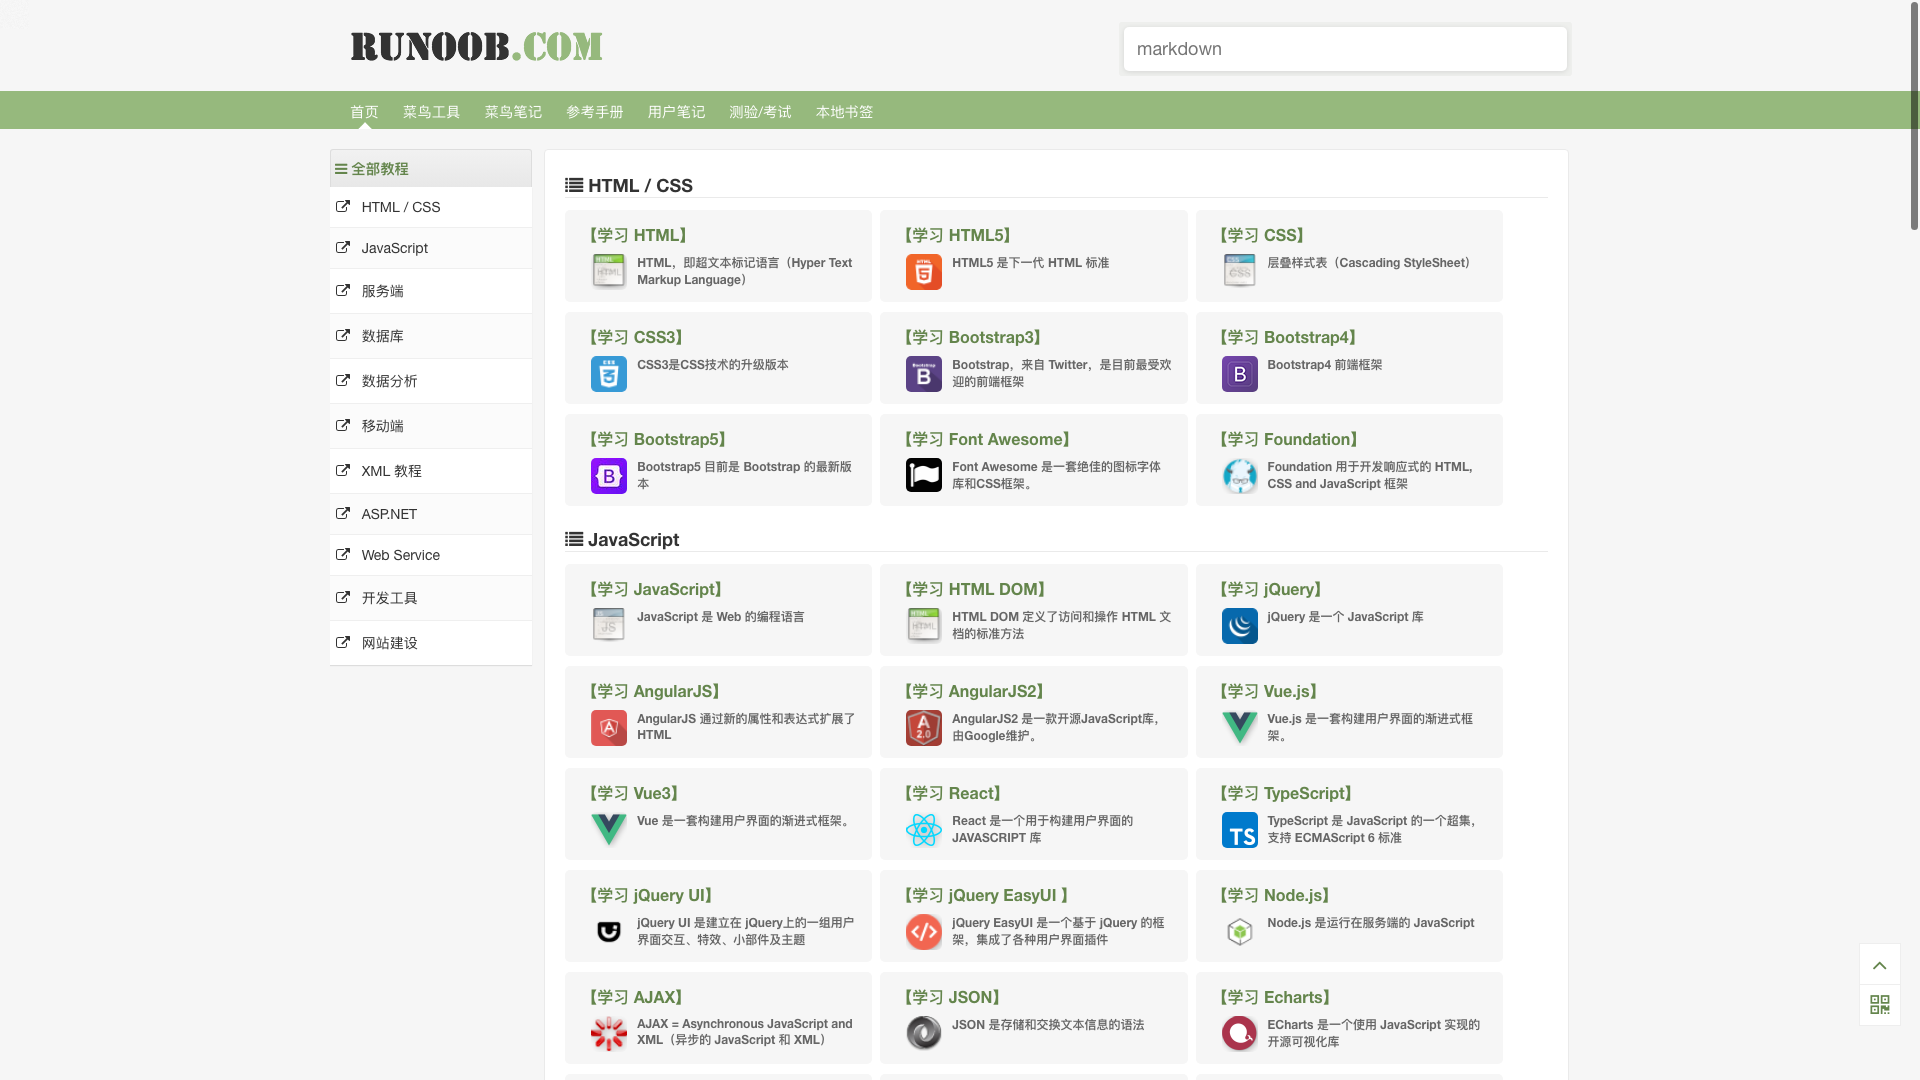 RUNOOB.COM
markdown
首页 菜鸟工具 菜鸟笔记 参考手册 用户笔记 测验/考试 本地书签
全部教程
HTML / CSS
JavaScript
服务端
数据库
数据分析
移动端
XML 教程
ASP.NET
Web Service
开发工具
网站建设
HTML / CSS
【学习 HTML】
HTML，即超文本标记语言（Hyper Text
Markup Language）
【学习 HTML5】
HTML5 是下一代 HTML 标准
【学习 CSS】
层叠样式表（Cascading StyleSheet）
【学习 CSS3】
CSS3是CSS技术的升级版本
【学习 Bootstrap3】
Bootstrap，来自 Twitter，是目前最受欢
迎的前端框架
【学习 Bootstrap4】
Bootstrap4 前端框架
【学习 Bootstrap5】
Bootstrap5 目前是 Bootstrap 的最新版
本
【学习 Font Awesome】
Font Awesome 是一套绝佳的图标字体
库和CSS框架。
【学习 Foundation】
Foundation 用于开发响应式的 HTML,
CSS and JavaScript 框架
JavaScript
【学习 JavaScript】
JavaScript 是 Web 的编程语言
【学习 HTML DOM】
HTML DOM 定义了访问和操作 HTML 文
档的标准方法
【学习 jQuery】
jQuery 是一个 JavaScript 库
【学习 AngularJS】
AngularJS 通过新的属性和表达式扩展了
HTML
【学习 AngularJS2】
AngularJS2 是一款开源JavaScript库，
由Google维护。
【学习 Vue.js】
Vue.js 是一套构建用户界面的渐进式框
架。
【学习 Vue3】
Vue 是一套构建用户界面的渐进式框架。
【学习 React】
React 是一个用于构建用户界面的
JAVASCRIPT 库
【学习 TypeScript】
TypeScript 是 JavaScript 的一个超集，
支持 ECMAScript 6 标准
【学习 jQuery UI】
jQuery UI 是建立在 jQuery上的一组用户
界面交互、特效、小部件及主题
【学习 jQuery EasyUI 】
jQuery EasyUI 是一个基于 jQuery 的框
架，集成了各种用户界面插件
【学习 Node.js】
Node.js 是运行在服务端的 JavaScript
【学习 AJAX】
AJAX = Asynchronous JavaScript and
XML（异步的 JavaScript 和 XML）
【学习 JSON】
JSON 是存储和交换文本信息的语法
【学习 Echarts】
ECharts 是一个使用 JavaScript 实现的
开源可视化库